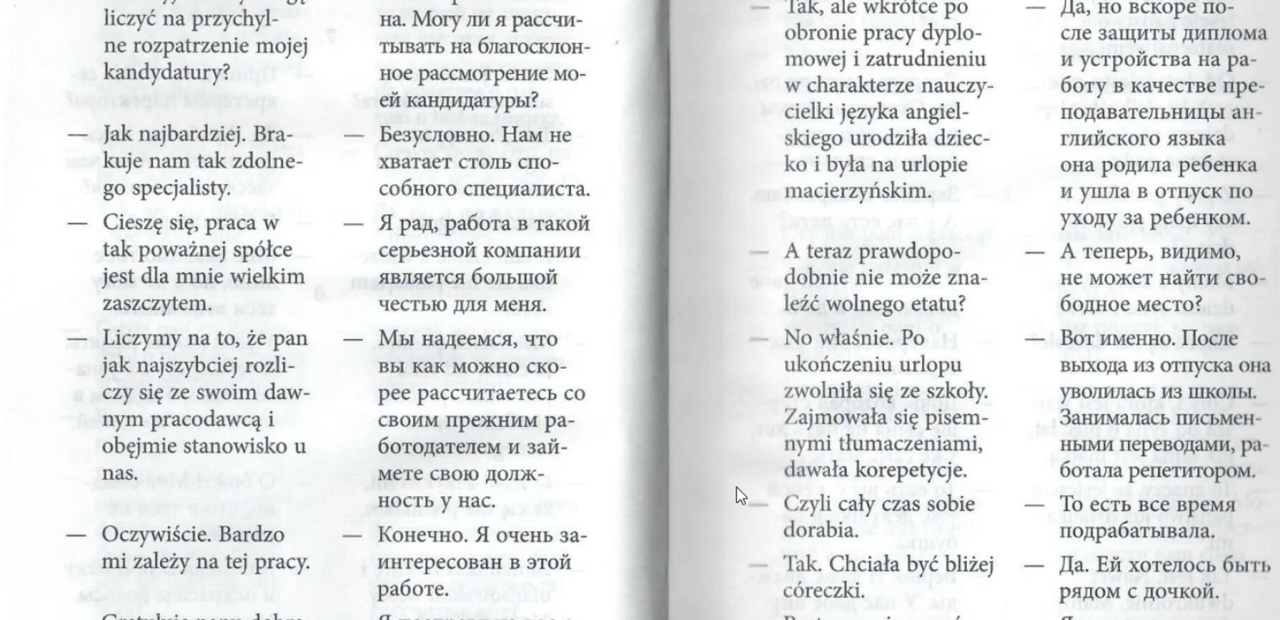 liczyć na przychyl-
ne rozpatrzenie mojej
kandydatury?
— Jak najbardziej. Bra-
kuje nam tak zdolne-
go specjalisty.
— Cieszę się, praca w
tak poważnej spółce
jest dla mnie wielkim
zaszczytem.
— Liczymy na to, że pan
jak najszybciej rozli-
czy się ze swoim daw-
nym pracodawcą i
obejmie stanowisko u
nas.
— Oczywiście. Bardzo
mi zależy na tej pracy.
на. Могу ли я рассчи-
тывать на благосклон-
ное рассмотрение мо-
ей кандидатуры?
— Безусловно. Нам не
хватает столь спо-
собного специалиста.
— Я рад, работа в такой
серьезной компании
является большой
честью для меня.
— Мы надеемся, что
вы как можно ско-
рее рассчитаетесь со
своим прежним ра-
ботодателем и зай-
мете свою долж-
ность у нас.
— Конечно. Я очень за-
интересован в этой
работе.
— Tak, ale wkrótce po
obronie pracy dyplo-
mowej i zatrudnieniu
w charakterze nauczy-
cielki języka angiel-
skiego urodziła dziec-
ko i była na urlopie
macierzyńskim.
— A teraz prawdopo-
dobnie nie może zna-
leźć wolnego etatu?
— No właśnie. Po
ukończeniu urlopu
zwolniła się ze szkoły.
Zajmowała się pisem-
nymi tłumaczeniami,
dawała korepetycje.
— Czyli cały czas sobie
dorabia.
— Tak. Chciała być bliżej
córeczki.
— Да, но вскоре по-
сле защиты диплома
и устройства на ра-
боту в качестве пре-
подавательницы ан-
глийского языка
она родила ребенка
и ушла в отпуск по
уходу за ребенком.
— А теперь, видимо,
не может найти сво-
бодное место?
— Вот именно. После
выхода из отпуска она
уволилась из школы.
Занималась письмен-
ными переводами, ра-
ботала репетитором.
— То есть все время
подрабатывала.
— Да. Ей хотелось быть
рядом с дочкой.